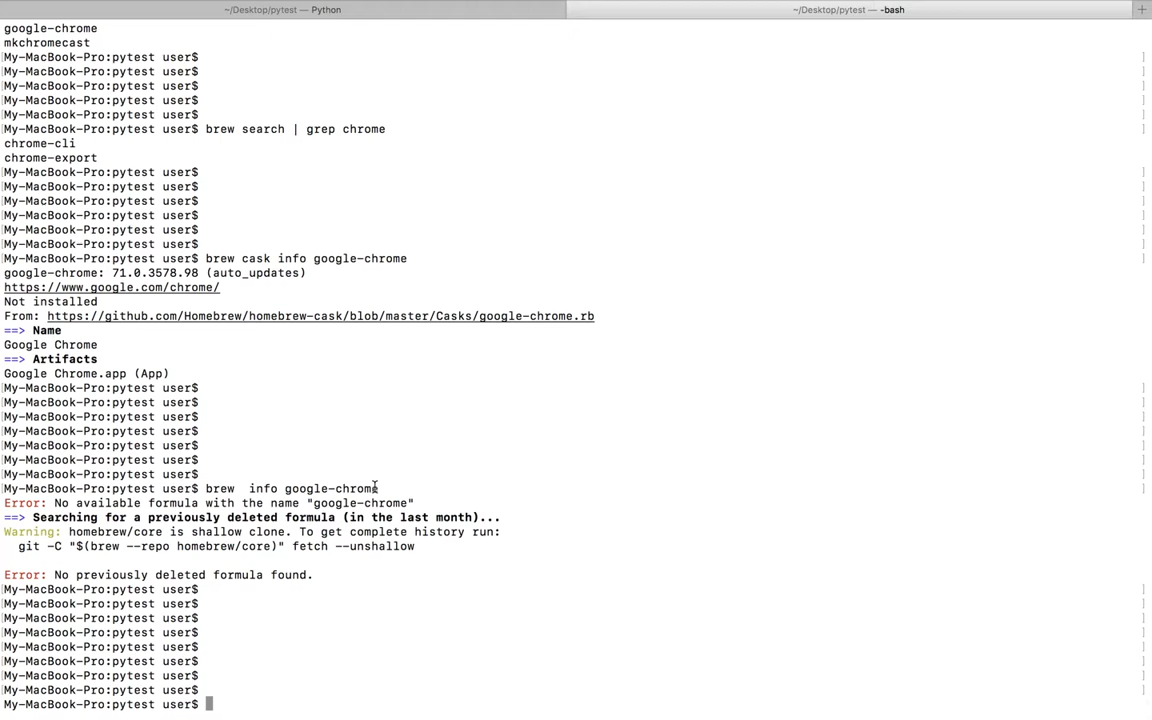 ~/Desktop/pytest — Python
~/Desktop/pytest — -bash
+
google-chrome
mkchromecast
[My-MacBook-Pro:pytest user$ ]
[My-MacBook-Pro:pytest user$ ]
[My-MacBook-Pro:pytest user$ ]
[My-MacBook-Pro:pytest user$ ]
[My-MacBook-Pro:pytest user$ ]
[My-MacBook-Pro:pytest user$ brew search | grep chrome ]
chrome-cli
chrome-export
[My-MacBook-Pro:pytest user$ ]
[My-MacBook-Pro:pytest user$ ]
[My-MacBook-Pro:pytest user$ ]
[My-MacBook-Pro:pytest user$ ]
[My-MacBook-Pro:pytest user$ ]
[My-MacBook-Pro:pytest user$ ]
[My-MacBook-Pro:pytest user$ brew cask info google-chrome ]
google-chrome: 71.0.3578.98 (auto_updates)
https://www.google.com/chrome/
Not installed
From: https://github.com/Homebrew/homebrew-cask/blob/master/Casks/google-chrome.rb
==> Name
Google Chrome
==> Artifacts
Google Chrome.app (App)
[My-MacBook-Pro:pytest user$ ]
[My-MacBook-Pro:pytest user$ ]
[My-MacBook-Pro:pytest user$ ]
[My-MacBook-Pro:pytest user$ ]
[My-MacBook-Pro:pytest user$ ]
[My-MacBook-Pro:pytest user$ ]
[My-MacBook-Pro:pytest user$ ]
[My-MacBook-Pro:pytest user$ brew  info google-chrome ]
Error: No available formula with the name "google-chrome"
==> Searching for a previously deleted formula (in the last month)...
Warning: homebrew/core is shallow clone. To get complete history run:
  git -C "$(brew --repo homebrew/core)" fetch --unshallow
Error: No previously deleted formula found.
[My-MacBook-Pro:pytest user$ ]
[My-MacBook-Pro:pytest user$ ]
[My-MacBook-Pro:pytest user$ ]
[My-MacBook-Pro:pytest user$ ]
[My-MacBook-Pro:pytest user$ ]
[My-MacBook-Pro:pytest user$ ]
[My-MacBook-Pro:pytest user$ ]
[My-MacBook-Pro:pytest user$ ]
My-MacBook-Pro:pytest user$